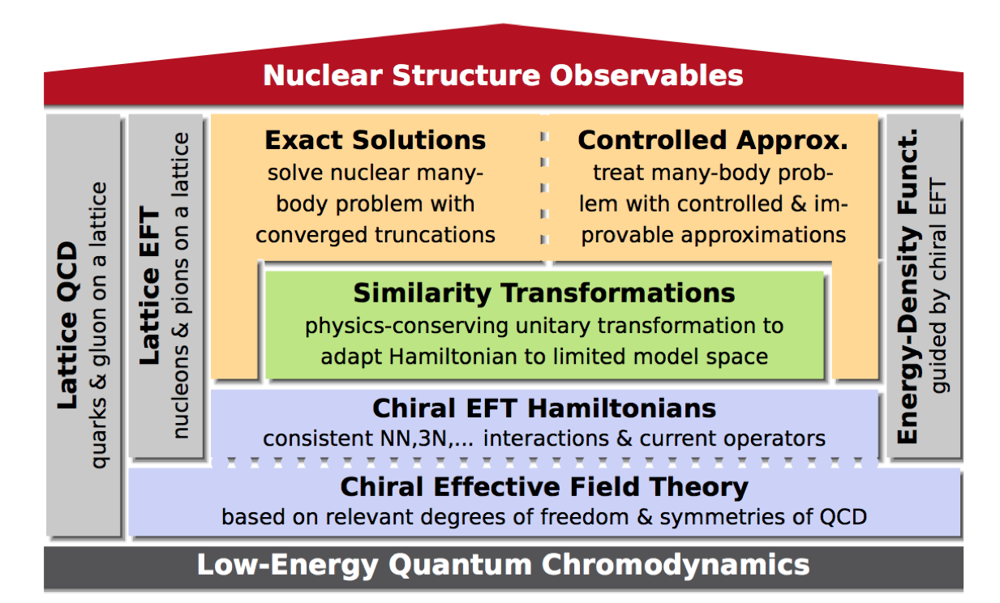 Nuclear Structure Observables
Lattice QCD
quarks & gluon on a lattice
Lattice EFT
nucleons & pions on a lattice
Exact Solutions
solve nuclear many-
body problem with
converged truncations
Controlled Approx.
treat many-body prob-
lem with controlled & im-
provable approximations
Energy-Density Funct.
guided by chiral EFT
Similarity Transformations
physics-conserving unitary transformation to
adapt Hamiltonian to limited model space
Chiral EFT Hamiltonians
consistent NN,3N,... interactions & current operators
Chiral Effective Field Theory
based on relevant degrees of freedom & symmetries of QCD
Low-Energy Quantum Chromodynamics